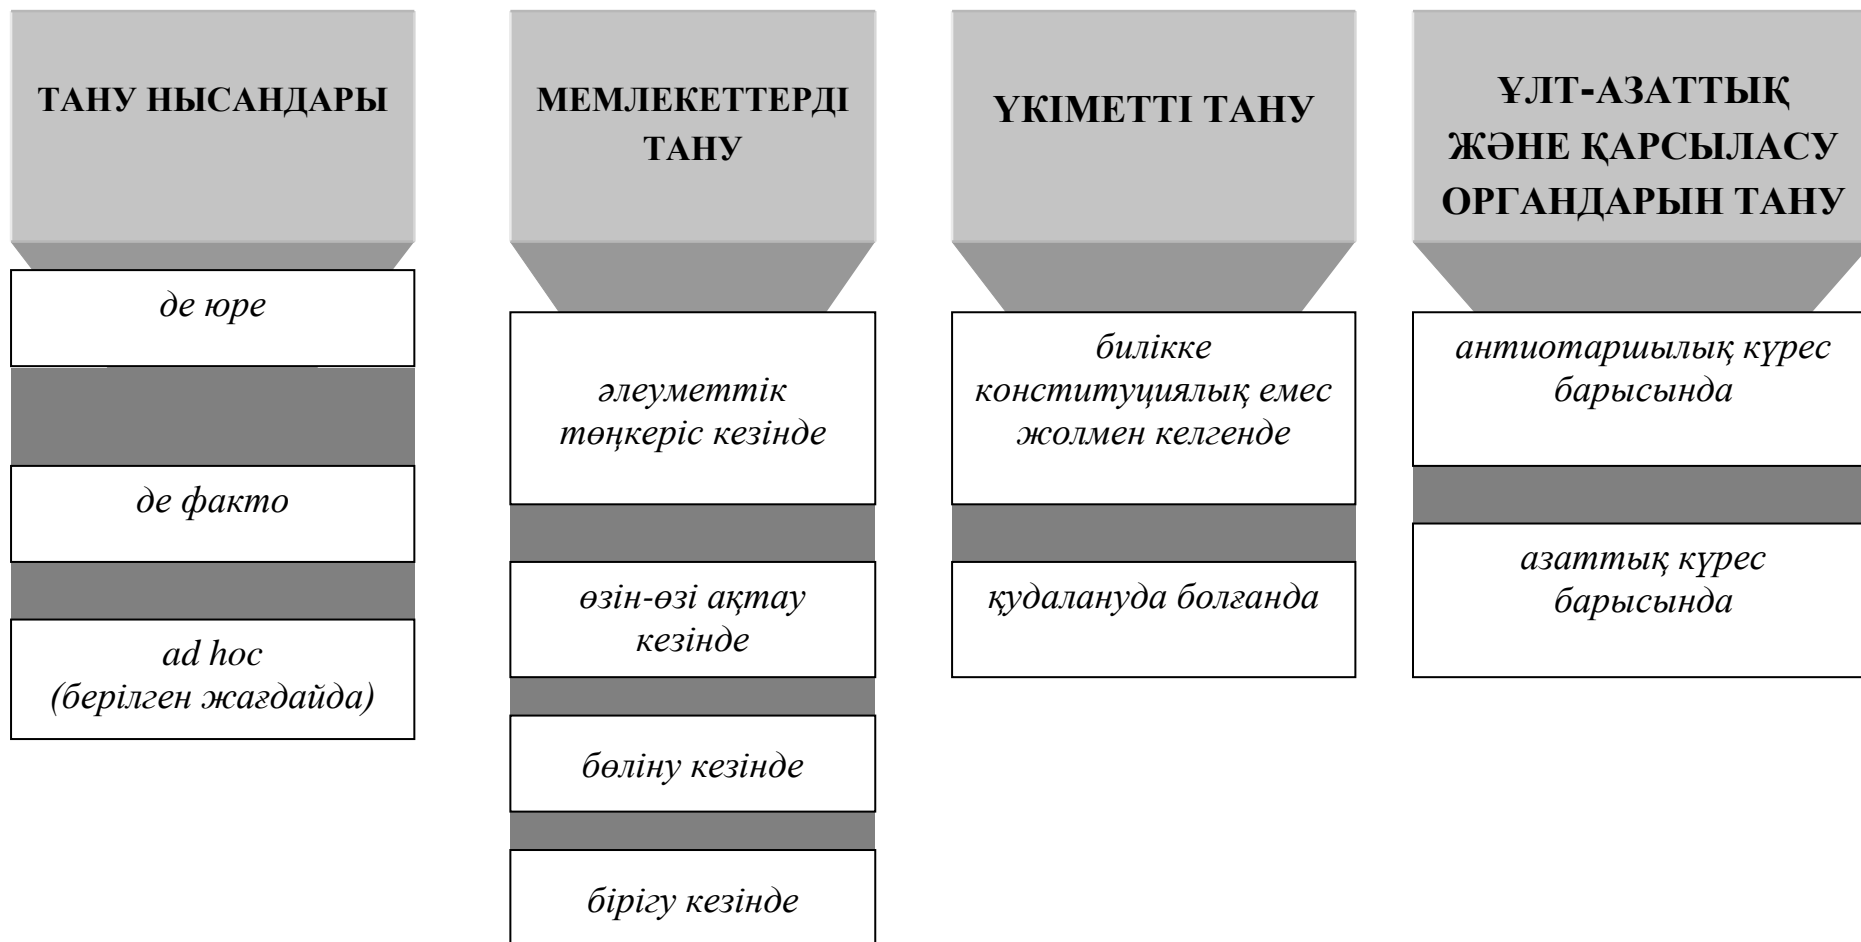 ТАНУ НЫСАНДАРЫ
де юре
де факто
ad hoc
(берілген жағдайда)
МЕМЛЕКЕТТЕРДІ
ТАНУ
әлеуметтік
төңкеріс кезінде
өзін-өзі ақтау
кезінде
бөліну кезінде
бірігу кезінде
ҮКІМЕТТІ ТАНУ
билікке
конституциялық емес
жолмен келгенде
қудалануда болғанда
ҰЛТ-АЗАТТЫҚ
ЖӘНЕ ҚАРСЫЛАСУ
ОРГАНДАРЫН ТАНУ
антиотаршылық күрес
барысында
азаттық күрес
барысында